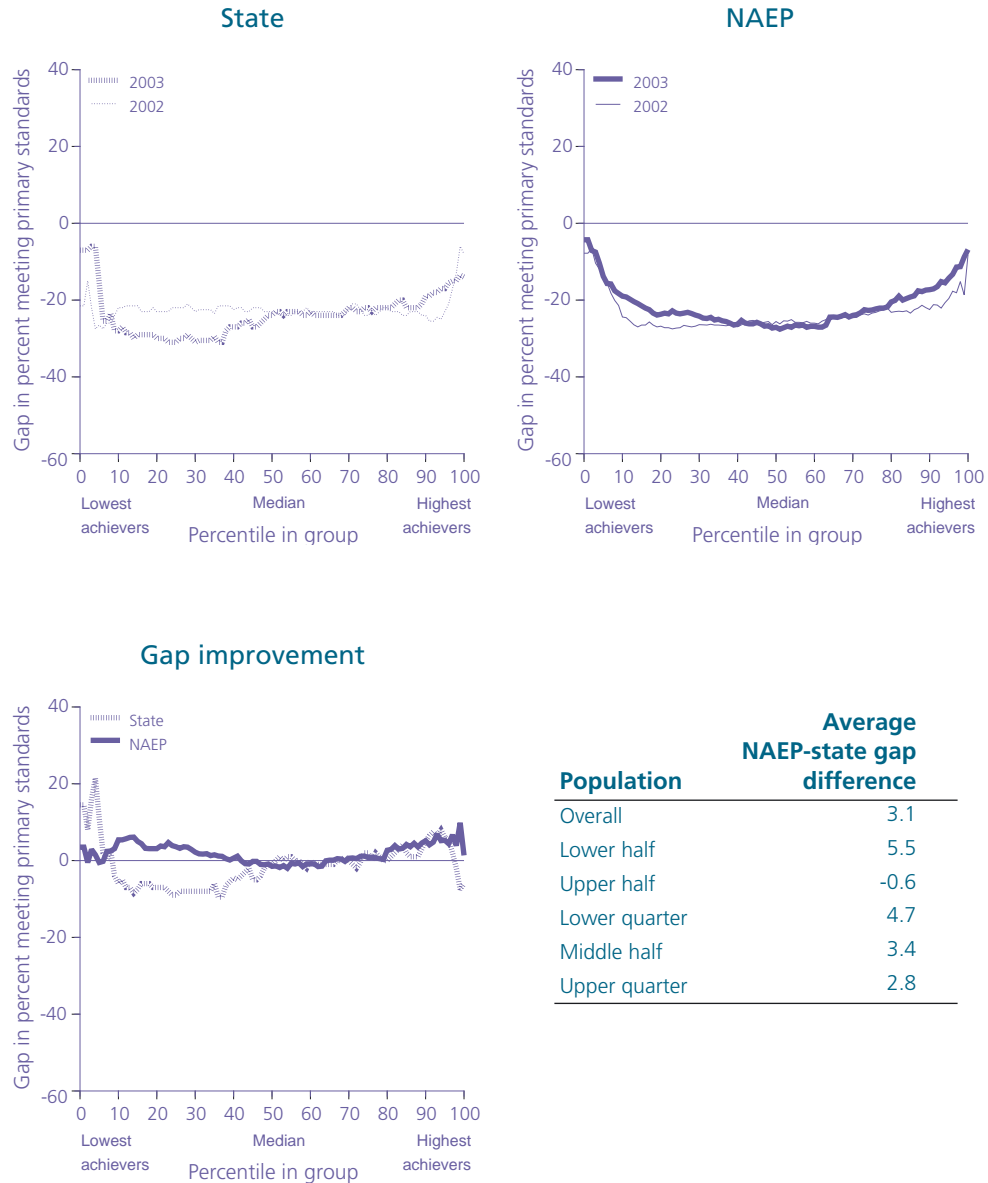 State
Gap in percent meeting primary standards
40
20
0
-20
-40
-60
2003
2002
0 10 20 30 40 50 60 70 80 90 100
Lowest achievers
Median
Highest achievers
Percentile in group
NAEP
Gap in percent meeting primary standards
40
20
0
-20
-40
-60
2003
2002
0 10 20 30 40 50 60 70 80 90 100
Lowest achievers
Median
Highest achievers
Percentile in group
Gap improvement
Gap in percent meeting primary standards
40
20
0
-20
-40
-60
State
NAEP
0 10 20 30 40 50 60 70 80 90 100
Lowest achievers
Median
Highest achievers
Percentile in group
Population Average NAEP-state gap difference
Overall 3.1
Lower half 5.5
Upper half -0.6
Lower quarter 4.7
Middle half 3.4
Upper quarter 2.8